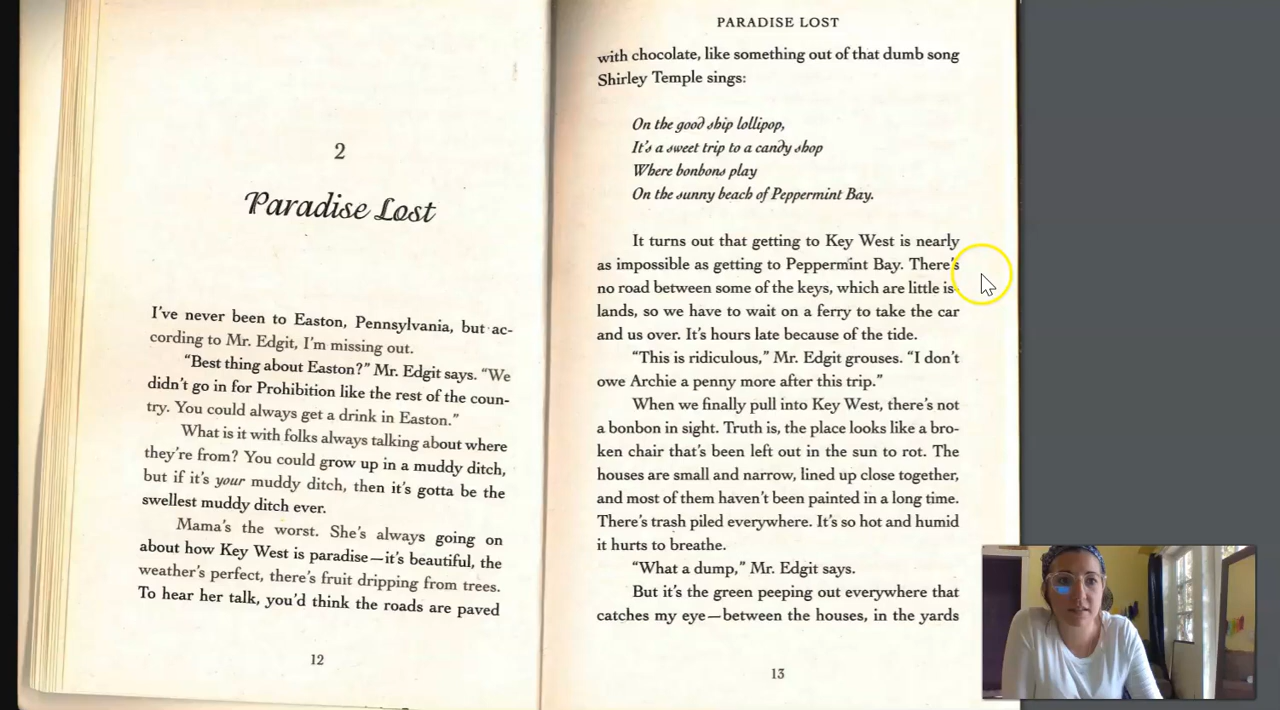 2
Paradise Lost
I've never been to Easton, Pennsylvania, but ac-
cording to Mr. Edgit, I'm missing out.
"Best thing about Easton?" Mr. Edgit says. "We
didn't go in for Prohibition like the rest of the coun-
try. You could always get a drink in Easton."
What is it with folks always talking about where
they're from? You could grow up in a muddy ditch,
but if it's your muddy ditch, then it's gotta be the
swellest muddy ditch ever.
Mama's the worst. She's always going on
about how Key West is paradise—it's beautiful, the
weather's perfect, there's fruit dripping from trees.
To hear her talk, you'd think the roads are paved
12
PARADISE LOST
with chocolate, like something out of that dumb song
Shirley Temple sings:
On the good ship lollipop,
It's a sweet trip to a candy shop
Where bonbons play
On the sunny beach of Peppermint Bay.
It turns out that getting to Key West is nearly
as impossible as getting to Peppermint Bay. There's
no road between some of the keys, which are little is-
lands, so we have to wait on a ferry to take the car
and us over. It's hours late because of the tide.
"This is ridiculous," Mr. Edgit grouses. "I don't
owe Archie a penny more after this trip."
When we finally pull into Key West, there's not
a bonbon in sight. Truth is, the place looks like a bro-
ken chair that's been left out in the sun to rot. The
houses are small and narrow, lined up close together,
and most of them haven't been painted in a long time.
There's trash piled everywhere. It's so hot and humid
it hurts to breathe.
"What a dump," Mr. Edgit says.
But it's the green peeping out everywhere that
catches my eye—between the houses, in the yards
13